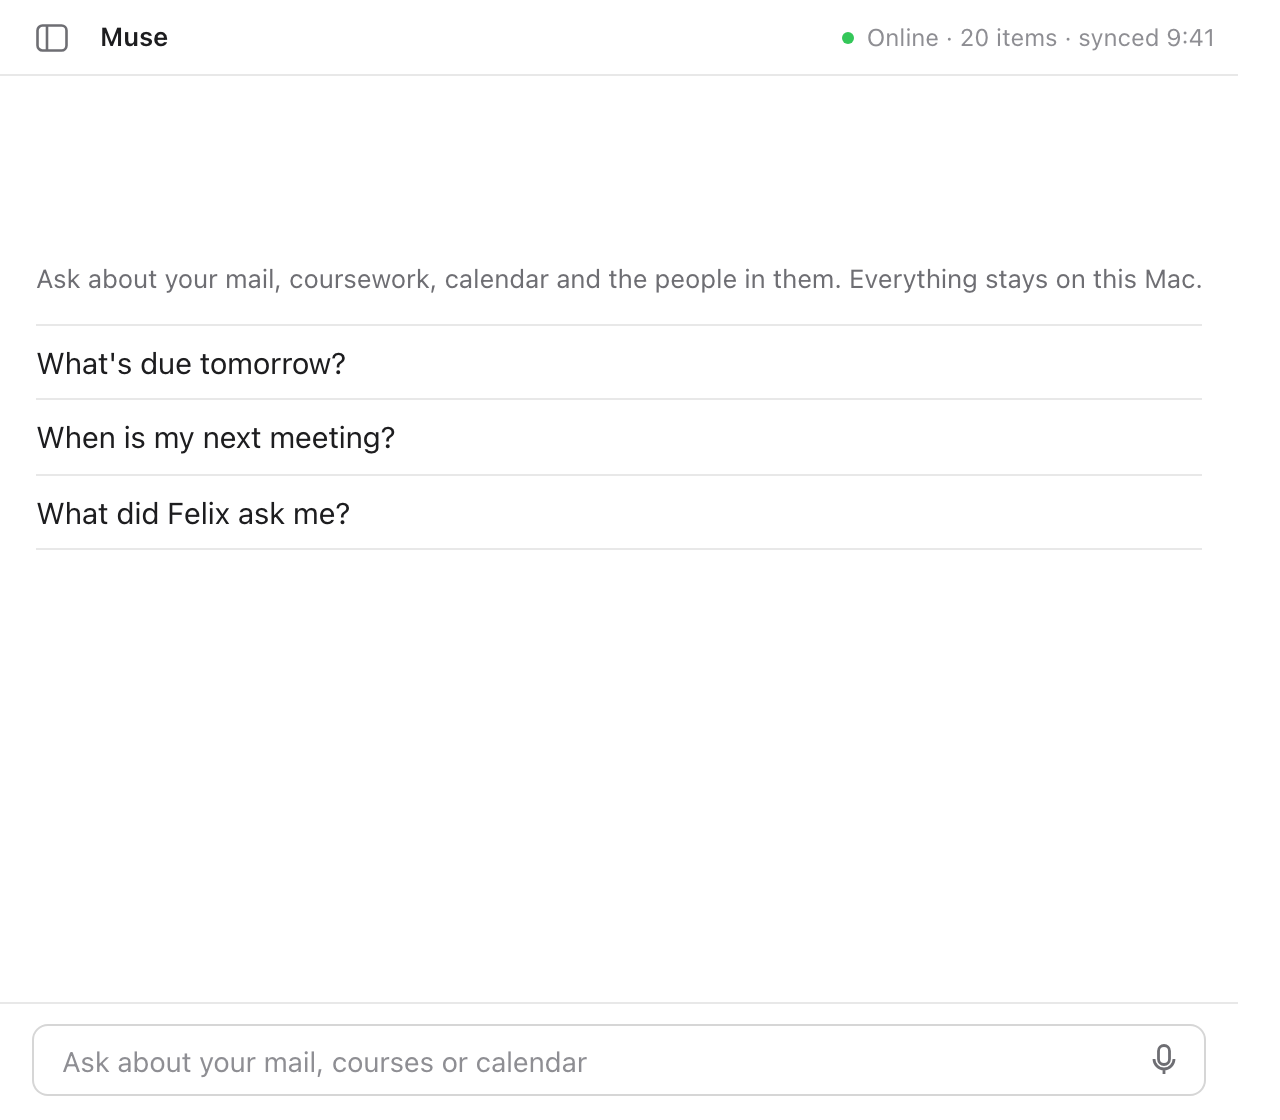 Muse
Online · 20 items · synced 9:41
Ask about your mail, coursework, calendar and the people in them. Everything stays on this Mac.
What's due tomorrow?
When is my next meeting?
What did Felix ask me?
Ask about your mail, courses or calendar